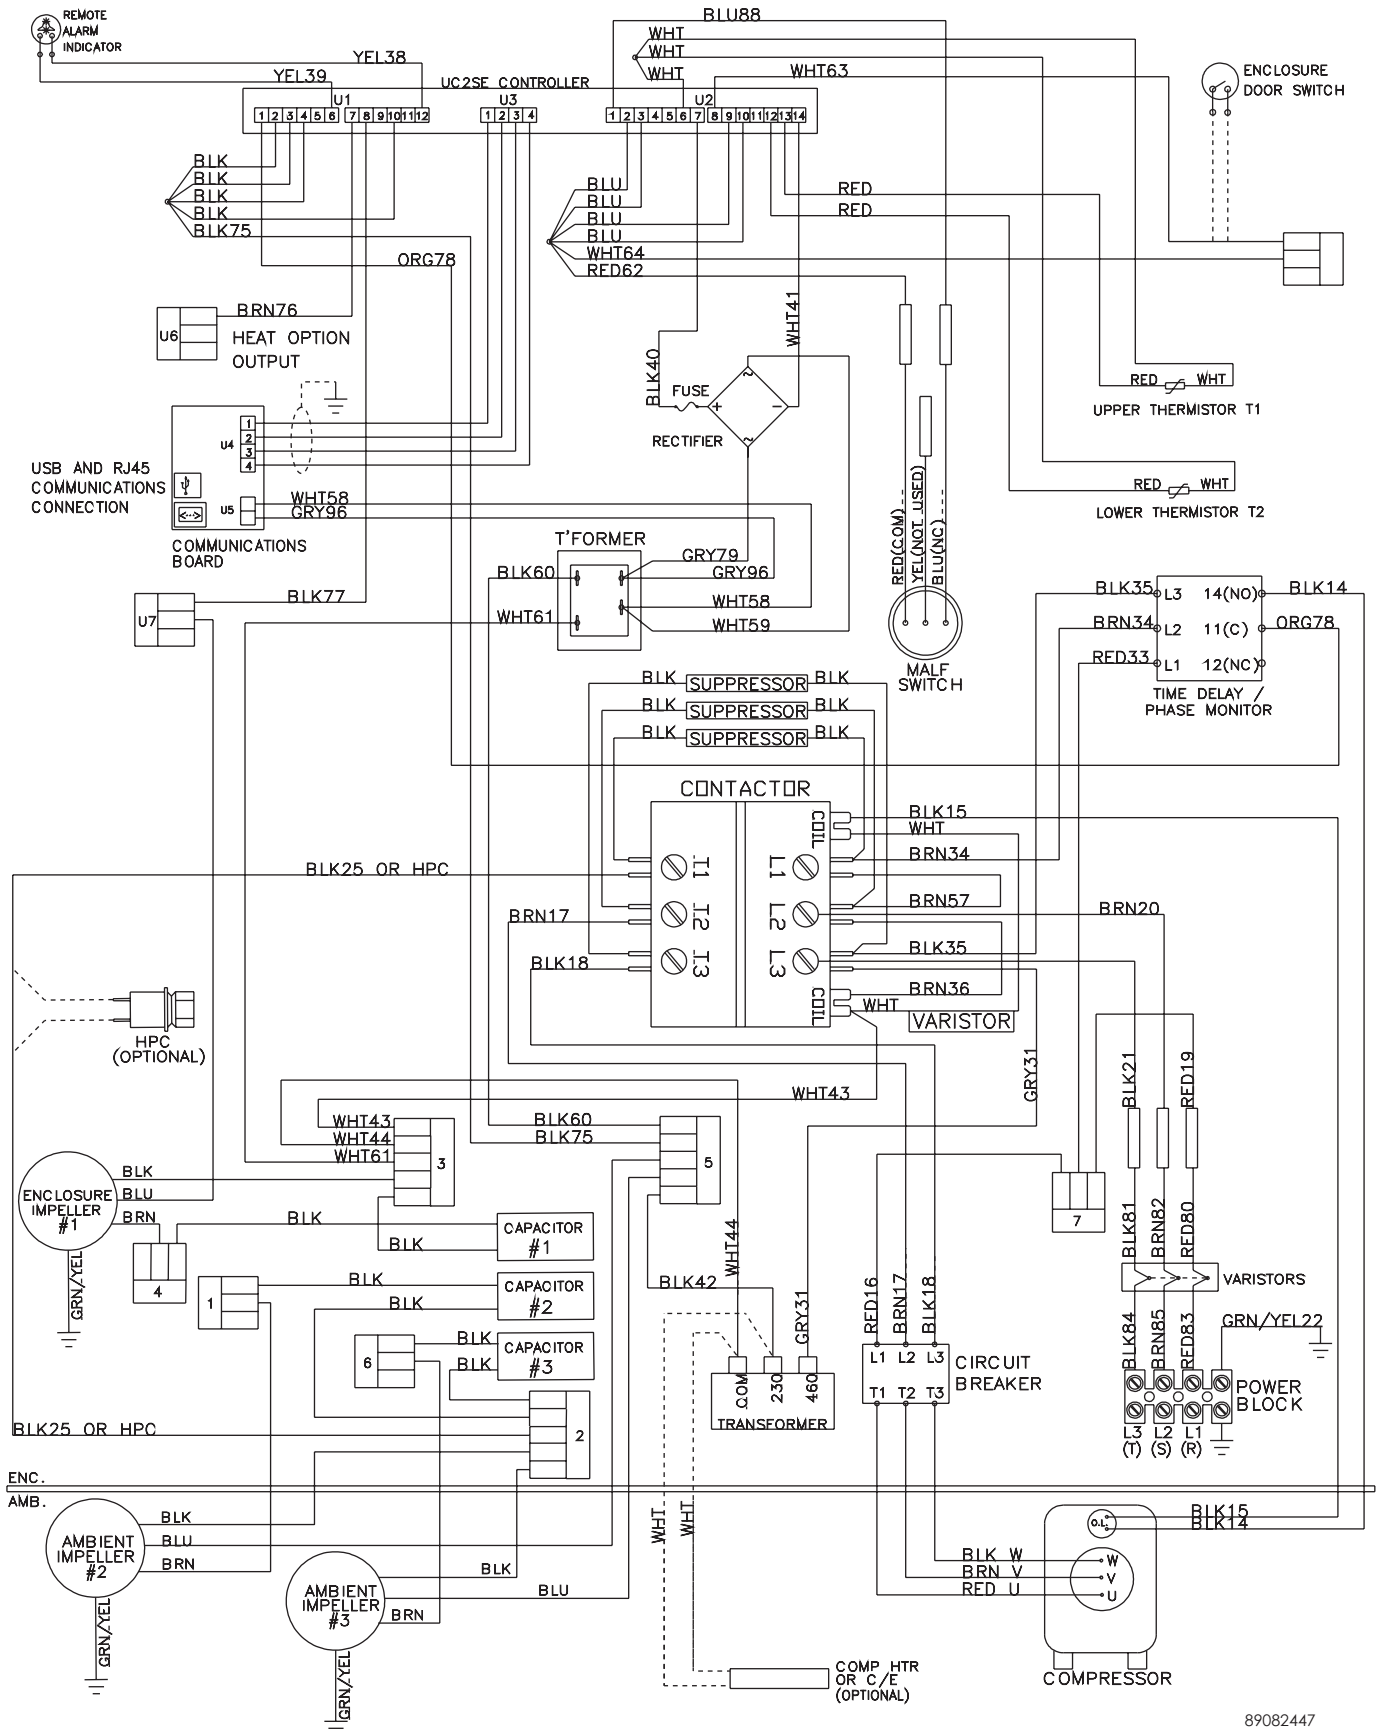 REMOTE
ALARM
INDICATOR
YEL38
YEL39
UC2SE CONTROLLER
U1
U3
U2
1 2 3 4 5 6 7 8 9 10 11 12
1 2 3 4
1 2 3 4 5 6 7 8 9 10 11 12 13 14
BLU88
WHT
WHT
WHT
WHT63
ENCLOSURE
DOOR SWITCH
BLK
BLK
BLK
BLK
BLK75
ORG78
BLU
BLU
BLU
BLU
WHT64
RED62
RED
RED
BRN76
U6
HEAT OPTION
OUTPUT
WHT41
BLK40
FUSE
+
-
~
~
RECTIFIER
RED
WHT
UPPER THERMISTOR T1
RED
WHT
LOWER THERMISTOR T2
U4
1
2
3
4
USB AND RJ45
COMMUNICATIONS
CONNECTION
U5
WHT58
GRY96
COMMUNICATIONS
BOARD
T'FORMER
BLK60
WHT61
GRY79
GRY96
WHT58
WHT59
RED(COM)
YEL(NOT USED)
BLU(NC)
MALF
SWITCH
U7
BLK77
BLK35
L3
14(NO)
BLK14
BRN34
L2
11(C)
ORG78
RED33
L1
12(NC)
TIME DELAY /
PHASE MONITOR
BLK
SUPPRESSOR
BLK
BLK
SUPPRESSOR
BLK
BLK
SUPPRESSOR
BLK
CONTACTOR
COIL
BLK15
WHT
T1
L1
BRN34
BLK25 OR HPC
BRN17
T2
L2
BRN57
BRN20
BLK18
T3
L3
BLK35
COIL
BRN36
WHT
VARISTOR
HPC
(OPTIONAL)
GRY31
BLK21
RED19
WHT43
WHT43
WHT44
WHT61
3
BLK60
BLK75
5
ENCLOSURE
IMPELLER
#1
BLK
BLU
BRN
GRN/YEL
4
BLK
BLK
CAPACITOR
#1
1
BLK
BLK
CAPACITOR
#2
6
BLK
BLK
CAPACITOR
#3
2
WHT44
BLK42
GRY31
RED16
BRN17
BLK18
7
BLK81
BRN82
RED80
VARISTORS
BLK84
BRN85
RED83
GRN/YEL22
COM
230
460
TRANSFORMER
L1 L2 L3
T1 T2 T3
CIRCUIT
BREAKER
POWER
BLOCK
L3
(T)
L2
(S)
L1
(R)
BLK25 OR HPC
ENC.
AMB.
AMBIENT
IMPELLER
#2
BLK
BLU
BRN
GRN/YEL
AMBIENT
IMPELLER
#3
BLK
BLU
BRN
GRN/YEL
WHT
WHT
COMP HTR
OR C/E
(OPTIONAL)
BLK W
BRN V
RED U
O.L.
W
V
U
BLK15
BLK14
COMPRESSOR
89082447